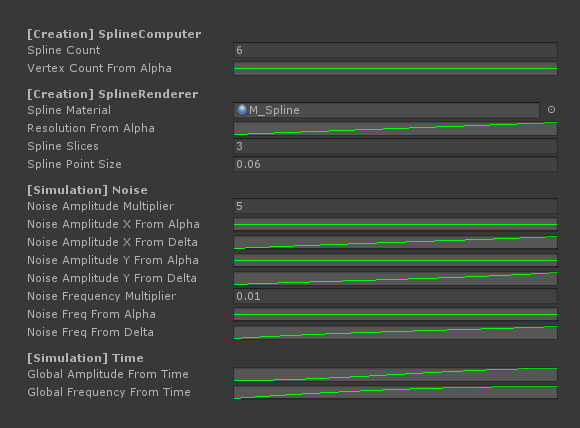 [Creation] SplineComputer
Spline Count 6
Vertex Count From Alpha
[Creation] SplineRenderer
Spline Material M_Spline
Resolution From Alpha
Spline Slices 3
Spline Point Size 0.06
[Simulation] Noise
Noise Amplitude Multiplier 5
Noise Amplitude X From Alpha
Noise Amplitude X From Delta
Noise Amplitude Y From Alpha
Noise Amplitude Y From Delta
Noise Frequency Multiplier 0.01
Noise Freq From Alpha
Noise Freq From Delta
[Simulation] Time
Global Amplitude From Time
Global Frequency From Time